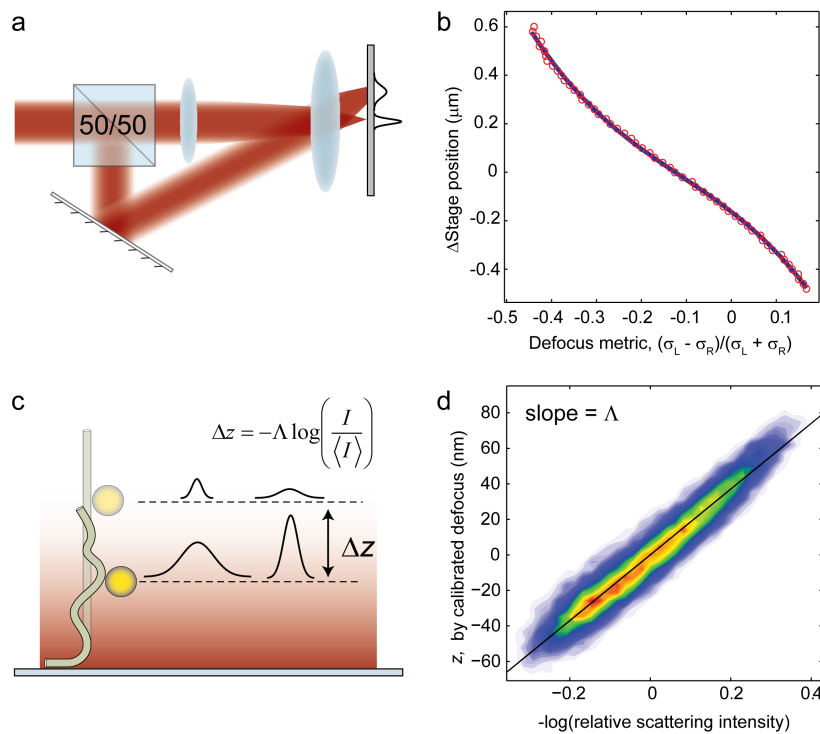 a
50/50
b
ΔStage position (μm)
0.6
0.4
0.2
0
-0.2
-0.4
-0.5
-0.4
-0.3
-0.2
-0.1
0
0.1
Defocus metric, (σL - σR)/(σL + σR)
c
Δz = −Λ log(I/⟨I⟩)
Δz
d
slope = Λ
z, by calibrated defocus (nm)
80
60
40
20
0
−20
−40
−60
−0.2
0
0.2
0.4
-log(relative scattering intensity)